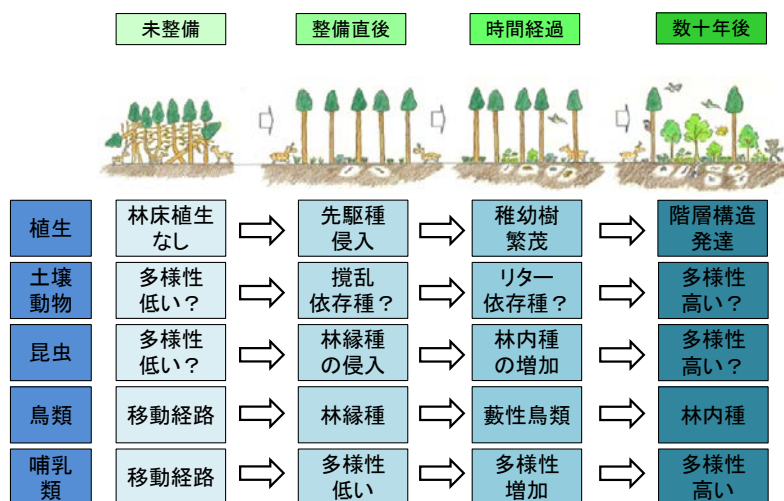 未整備
整備直後
時間経過
数十年後
植生
林床植生
なし
先駆種
侵入
稚幼樹
繁茂
階層構造
発達
土壌
動物
多様性
低い?
撹乱
依存種?
リター
依存種?
多様性
高い?
昆虫
多様性
低い?
林縁種
の侵入
林内種
の増加
多様性
高い?
鳥類
移動経路
林縁種
藪性鳥類
林内種
哺乳
類
移動経路
多様性
低い
多様性
増加
多様性
高い